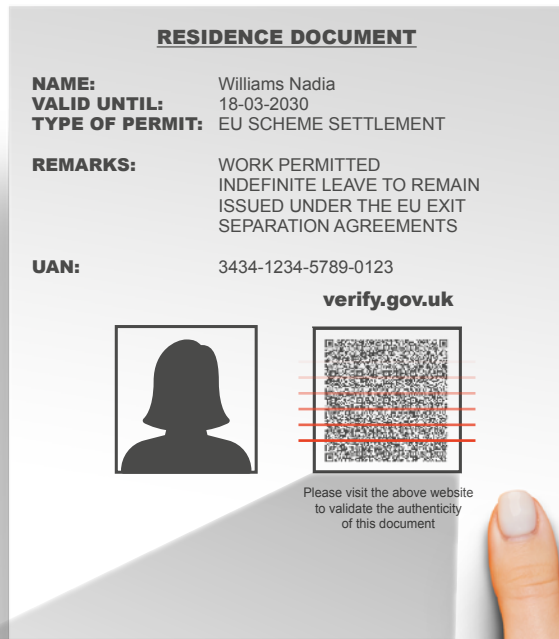 RESIDENCE DOCUMENT
NAME: Williams Nadia
VALID UNTIL: 18-03-2030
TYPE OF PERMIT: EU SCHEME SETTLEMENT
REMARKS: WORK PERMITTED
INDEFINITE LEAVE TO REMAIN
ISSUED UNDER THE EU EXIT
SEPARATION AGREEMENTS
UAN: 3434-1234-5789-0123
verify.gov.uk
Please visit the above website
to validate the authenticity
of this document